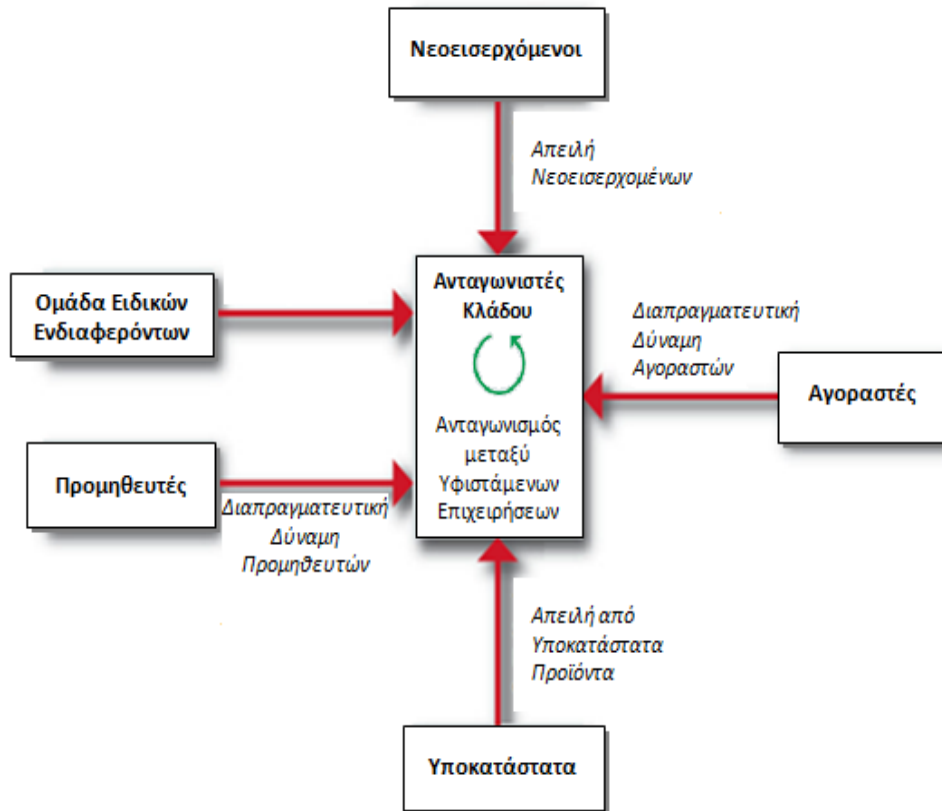 Νεοεισερχόμενοι
Απειλή
Νεοεισερχομένων
Ομάδα Ειδικών
Ενδιαφερόντων
Ανταγωνιστές
Κλάδου
Ανταγωνισμός
μεταξύ
Υφιστάμενων
Επιχειρήσεων
Διαπραγματευτική
Δύναμη
Αγοραστών
Αγοραστές
Προμηθευτές
Διαπραγματευτική
Δύναμη
Προμηθευτών
Απειλή από
Υποκατάστατα
Προϊόντα
Υποκατάστατα